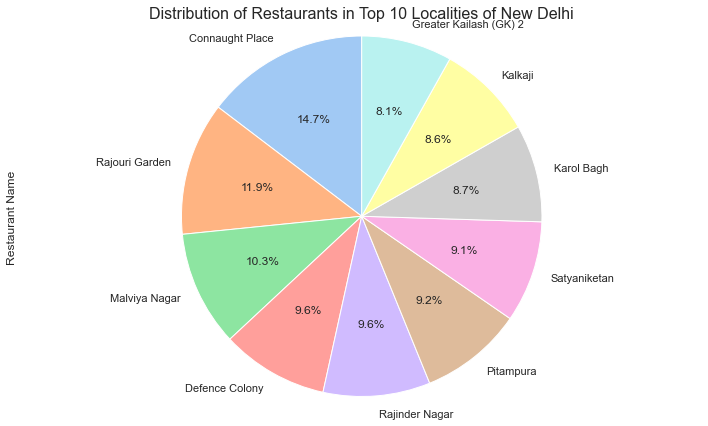 Distribution of Restaurants in Top 10 Localities of New Delhi
Greater Kailash (GK) 2
Connaught Place
Kalkaji
8.1%
14.7%
8.6%
Rajouri Garden
Karol Bagh
11.9%
8.7%
Restaurant Name
9.1%
10.3%
Satyaniketan
Malviya Nagar
9.2%
9.6%
9.6%
Pitampura
Defence Colony
Rajinder Nagar